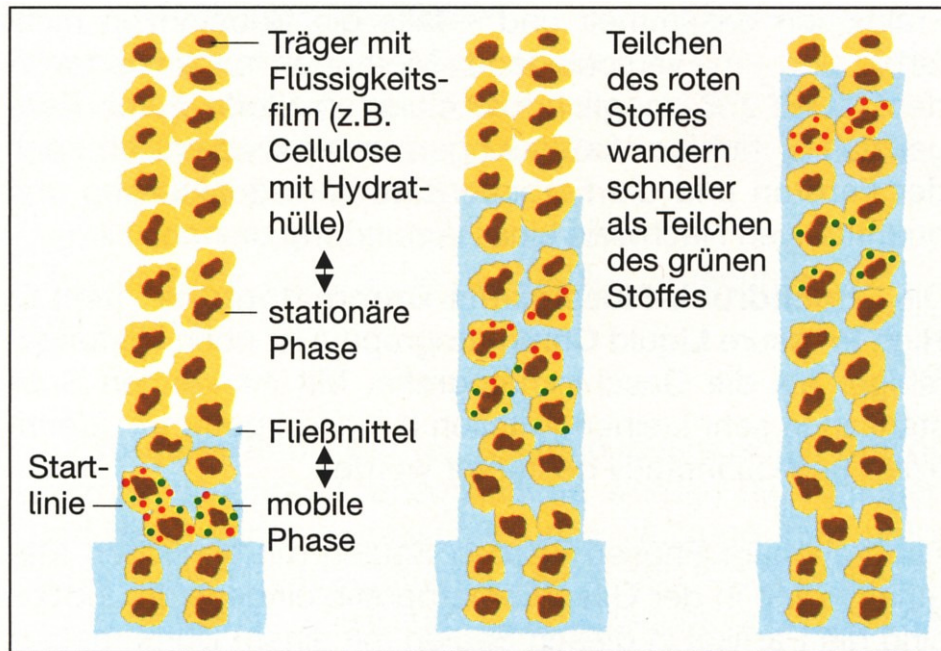 Träger mit
Flüssigkeits-
film (z.B.
Cellulose
mit Hydrat-
hülle)
stationäre
Phase
Fließmittel
Start-
linie
mobile
Phase
Teilchen
des roten
Stoffes
wandern
schneller
als Teilchen
des grünen
Stoffes